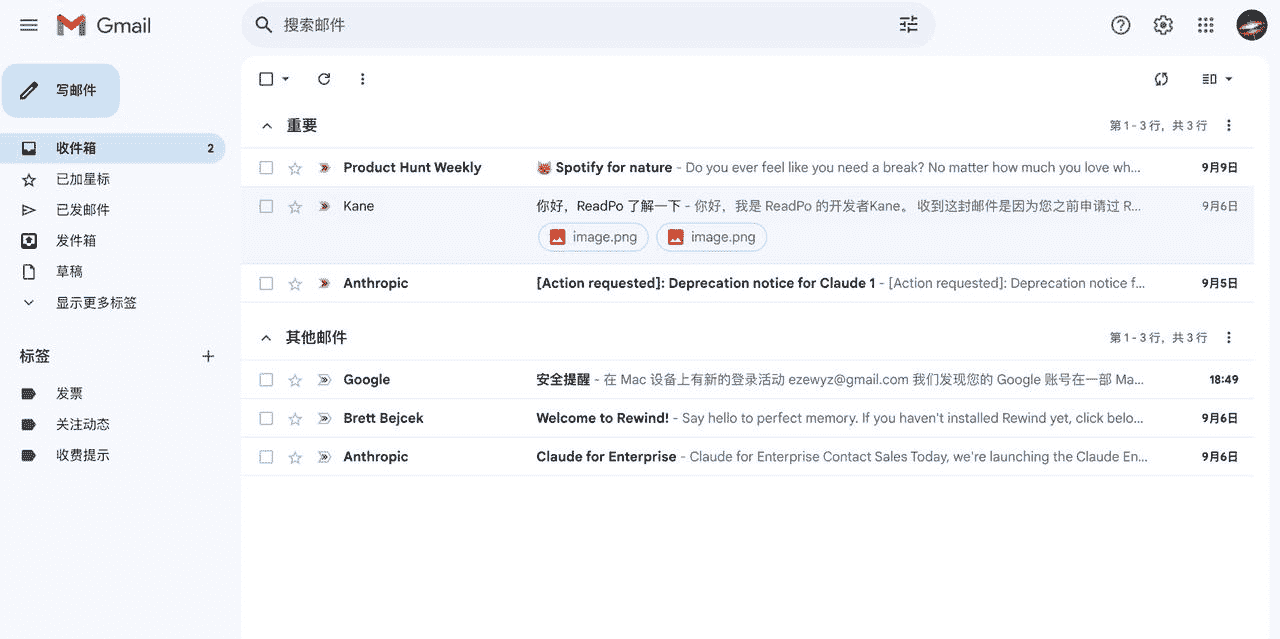 Gmail
搜索邮件
写邮件
收件箱 2
已加星标
已发邮件
发件箱
草稿
显示更多标签
标签
发票
关注动态
收费提示
重要 第 1 - 3 行，共 3 行
Product Hunt Weekly Spotify for nature - Do you ever feel like you need a break? No matter how much you love wh... 9月9日
Kane 你好，ReadPo 了解一下 - 你好，我是 ReadPo 的开发者Kane。 收到这封邮件是因为您之前申请过 R... 9月6日
image.png image.png
Anthropic [Action requested]: Deprecation notice for Claude 1 - [Action requested]: Deprecation notice f... 9月5日
其他邮件 第 1 - 3 行，共 3 行
Google 安全提醒 - 在 Mac 设备上有新的登录活动 ezewyz@gmail.com 我们发现您的 Google 账号在一部 Ma... 18:49
Brett Bejcek Welcome to Rewind! - Say hello to perfect memory. If you haven't installed Rewind yet, click belo... 9月6日
Anthropic Claude for Enterprise - Claude for Enterprise Contact Sales Today, we're launching the Claude En... 9月6日